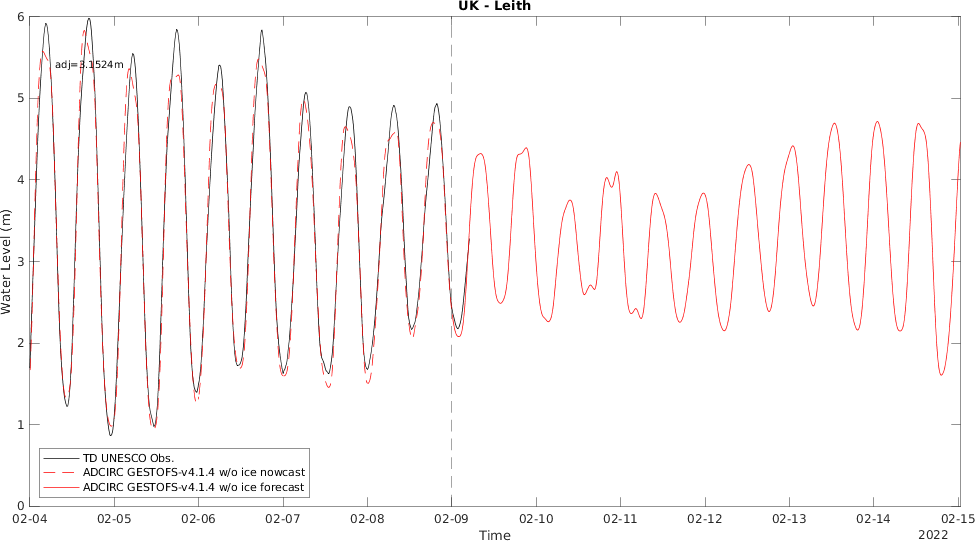 UK - Leith
6
adj=3.1524m
5
4
3
2
1
0
Water Level (m)
TD UNESCO Obs.
ADCIRC GESTOFS-v4.1.4 w/o ice nowcast
ADCIRC GESTOFS-v4.1.4 w/o ice forecast
02-04 02-05 02-06 02-07 02-08 02-09 02-10 02-11 02-12 02-13 02-14 02-15
Time
2022